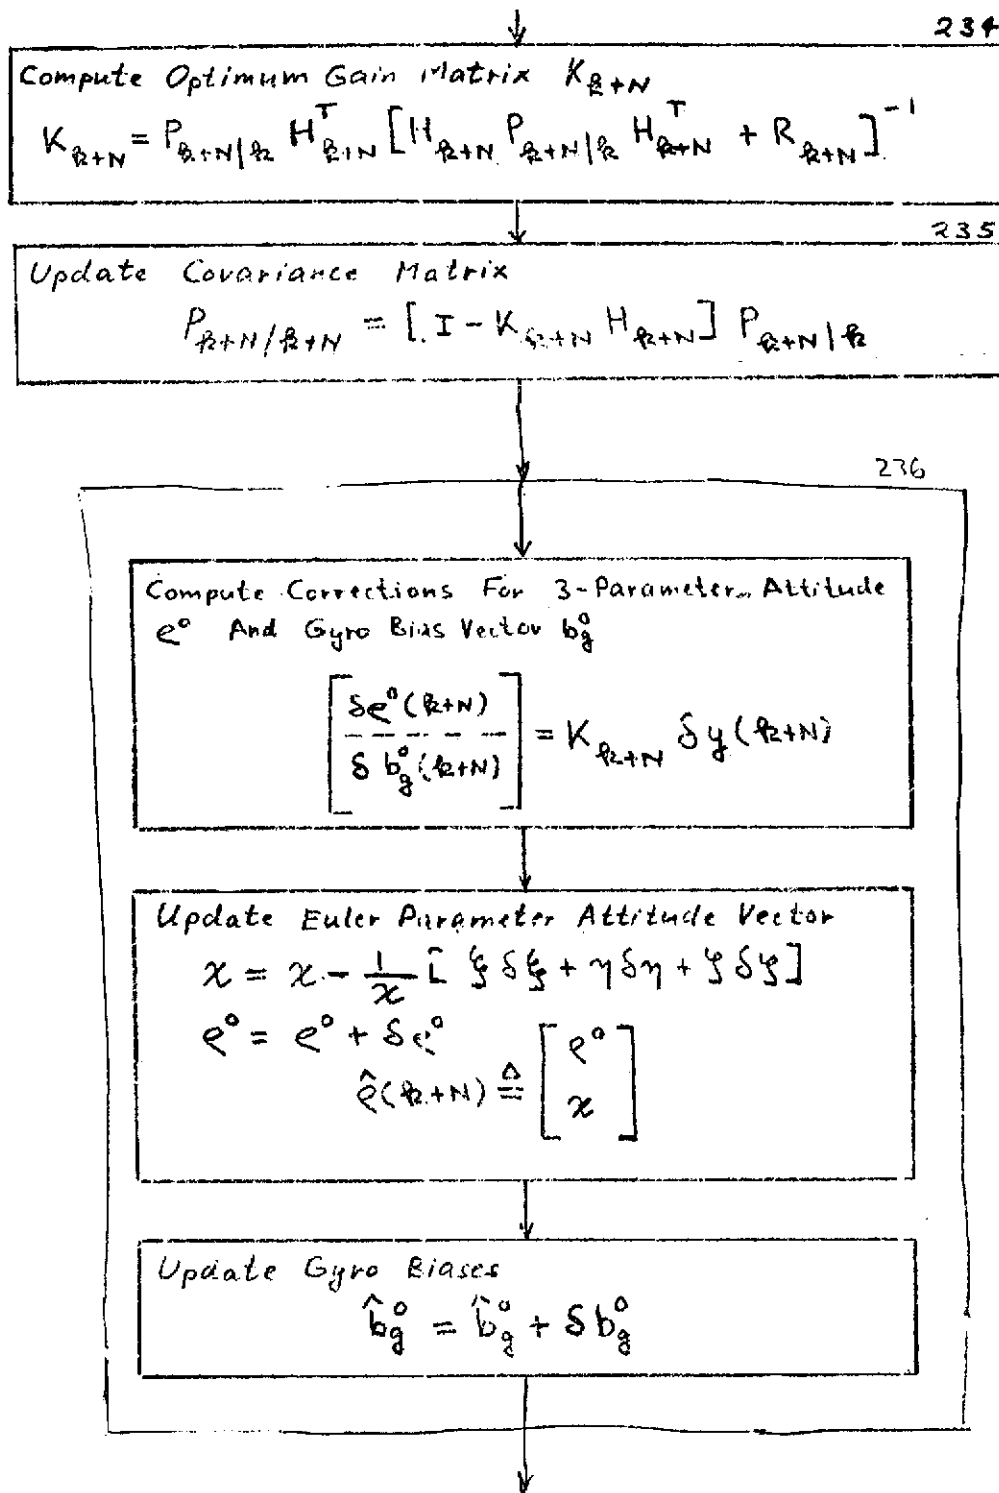 234
Compute Optimum Gain Matrix K_{k+N}
K_{k+N} = P_{k+N|k} H^T_{k+N} [H_{k+N} P_{k+N|k} H^T_{k+N} + R_{k+N}]^{-1}
235
Update Covariance Matrix
P_{k+N/k+N} = [I - K_{k+N} H_{k+N}] P_{k+N|k}
236
Compute Corrections For 3-Parameter Attitude
e° And Gyro Bias Vector b°_g
[δe°(k+N) / δb°_g(k+N)] = K_{k+N} δy(k+N)
Update Euler Parameter Attitude Vector
χ = χ - 1/χ [ξδξ + ηδη + ζδζ]
e° = e° + δe°
ê(k+N) ≜ [e° χ]
Update Gyro Biases
b̂°_g = b̂°_g + δb°_g